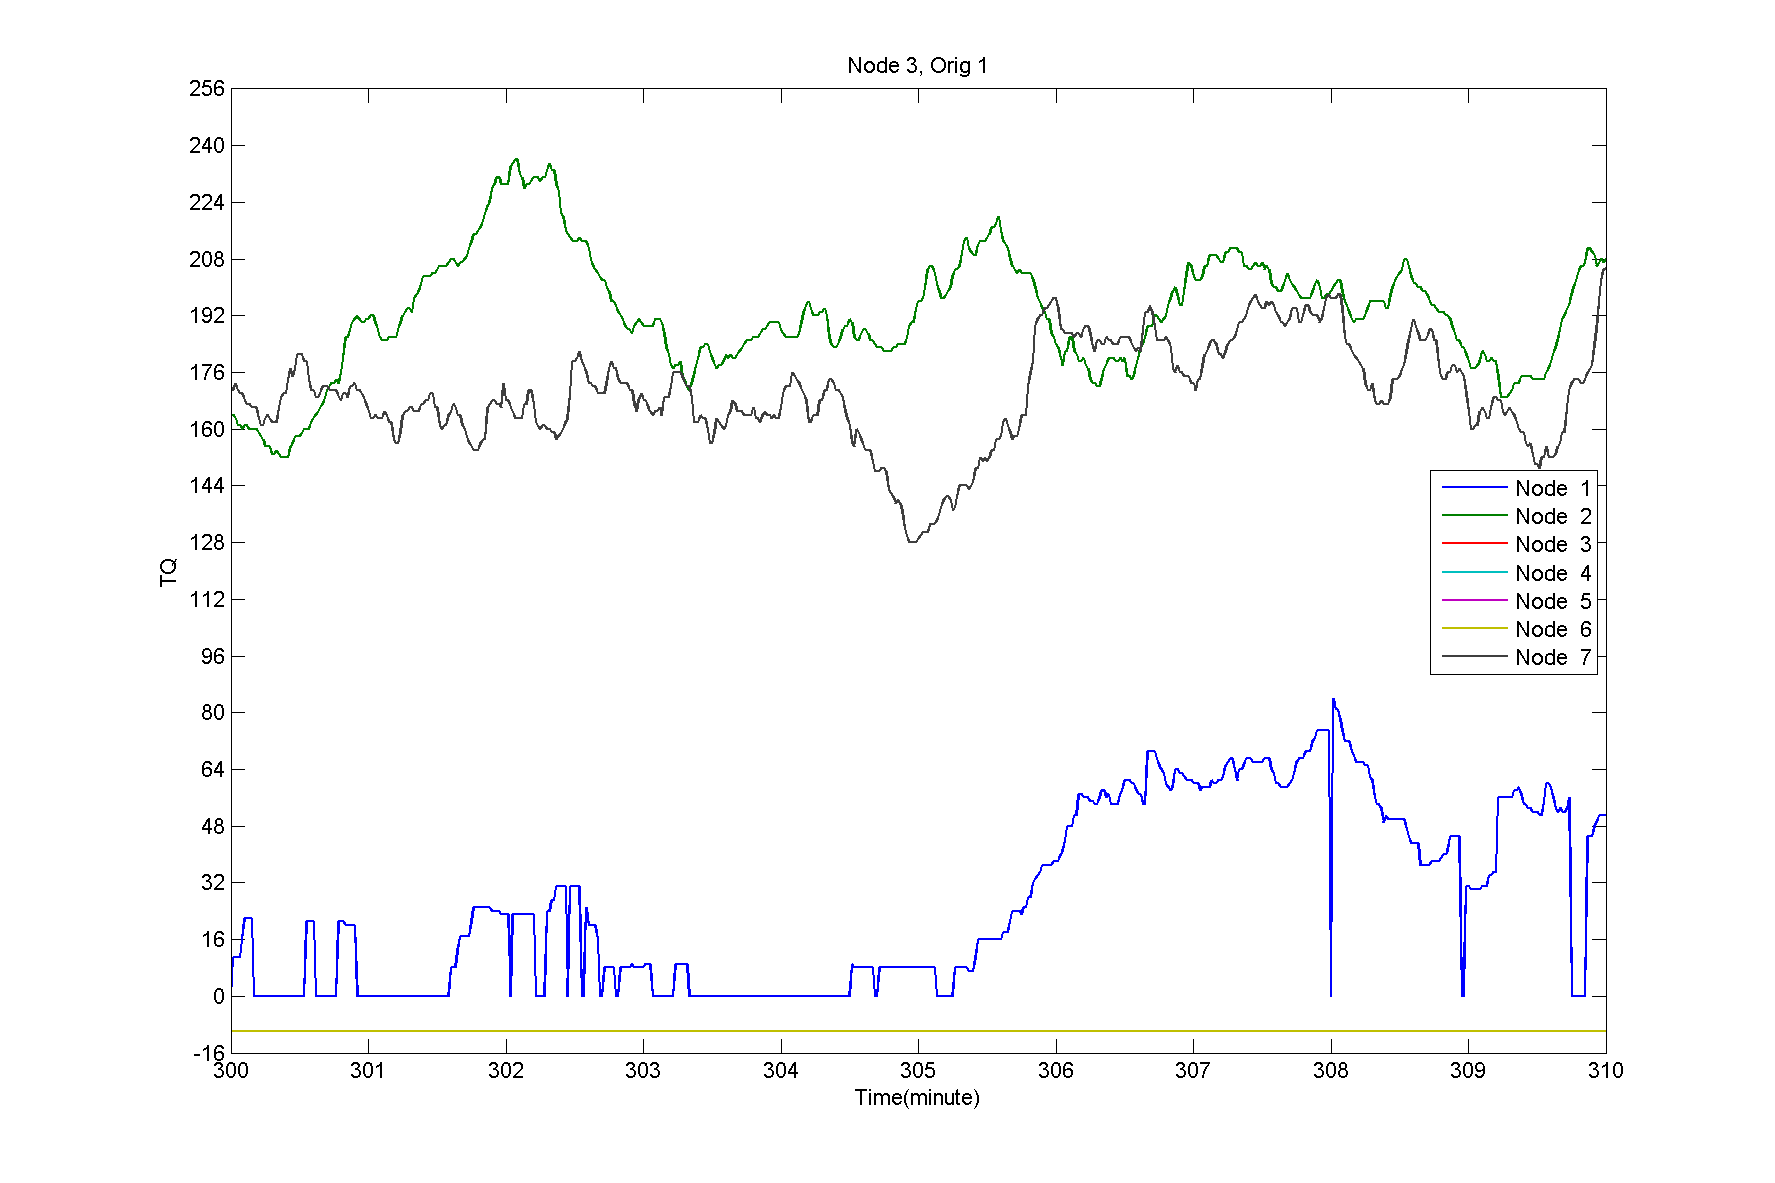 Node 3, Orig 1
256
240
224
208
192
176
160
144
128
112
96
80
64
48
32
16
0
-16
TQ
Node 1
Node 2
Node 3
Node 4
Node 5
Node 6
Node 7
300 301 302 303 304 305 306 307 308 309 310
Time(minute)